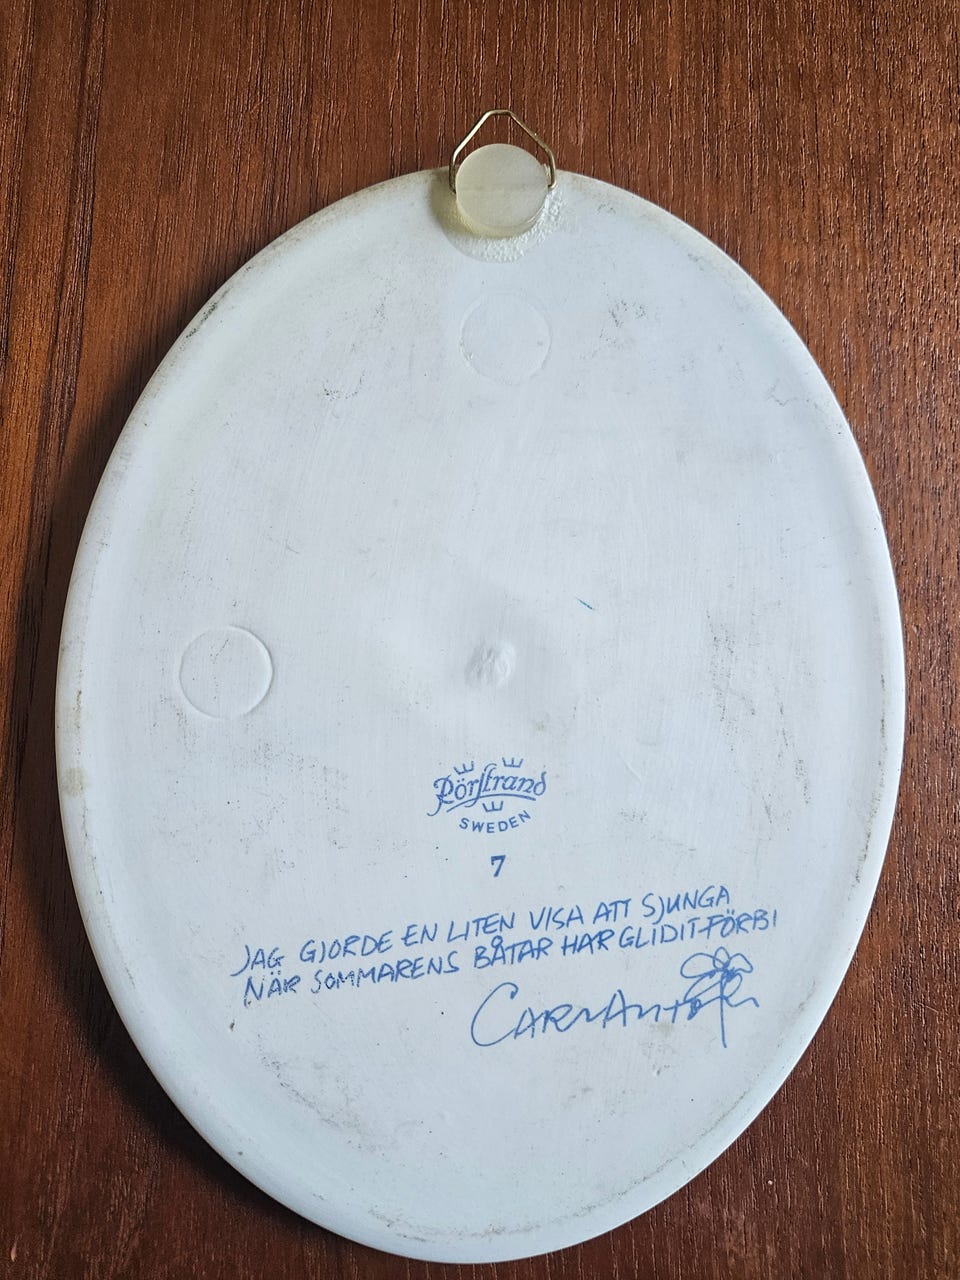 Rörstrand
SWEDEN
7
JAG GJORDE EN LITEN VISA ATT SJUNGA
NÄR SOMMARENS BÅTAR HAR GLIDIT FÖRBI